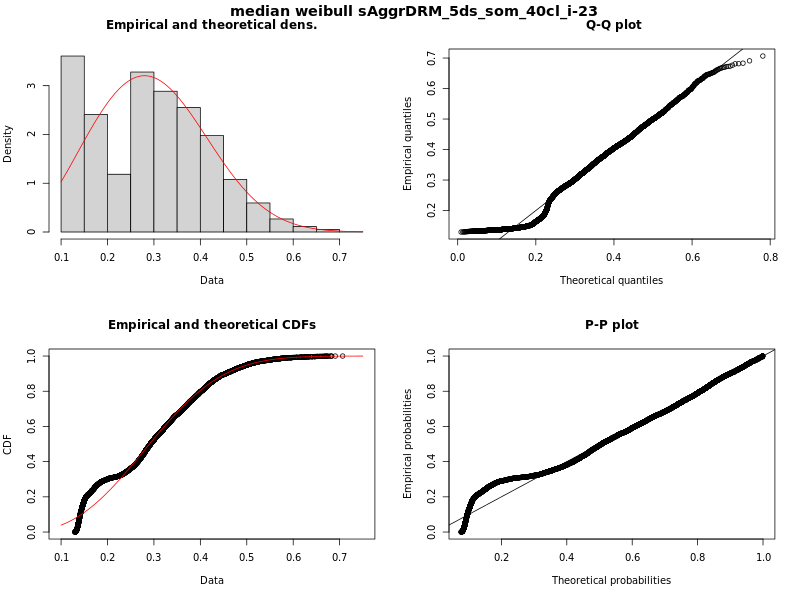 median weibull sAggrDRM_5ds_som_40cl_i-23
Empirical and theoretical dens.
Density
0
1
2
3
0.1 0.2 0.3 0.4 0.5 0.6 0.7
Data
Q-Q plot
Empirical quantiles
0.2 0.3 0.4 0.5 0.6 0.7
0.0 0.2 0.4 0.6 0.8
Theoretical quantiles
Empirical and theoretical CDFs
CDF
0.0 0.2 0.4 0.6 0.8 1.0
0.1 0.2 0.3 0.4 0.5 0.6 0.7
Data
P-P plot
Empirical probabilities
0.0 0.2 0.4 0.6 0.8 1.0
0.2 0.4 0.6 0.8 1.0
Theoretical probabilities